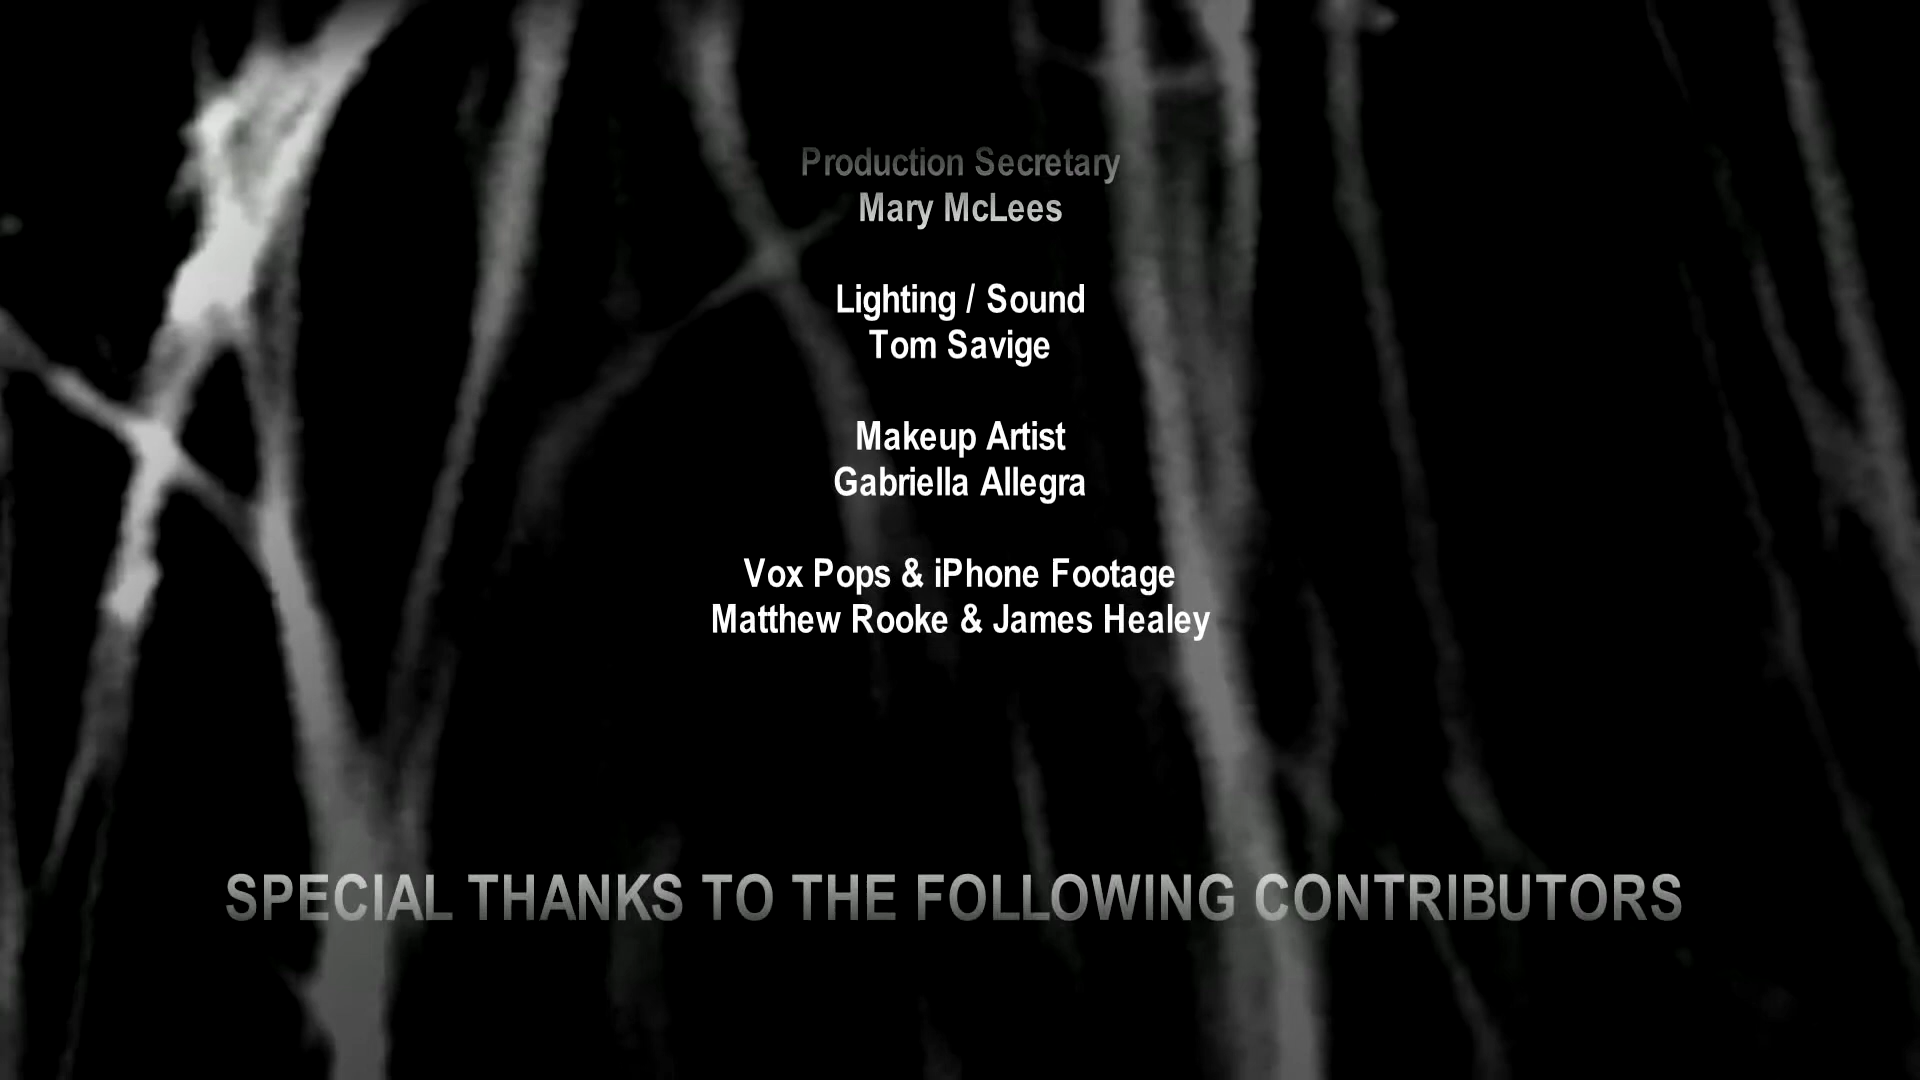 Production Secretary
Mary McLees
Lighting / Sound
Tom Savige
Makeup Artist
Gabriella Allegra
Vox Pops & iPhone Footage
Matthew Rooke & James Healey
SPECIAL THANKS TO THE FOLLOWING CONTRIBUTORS